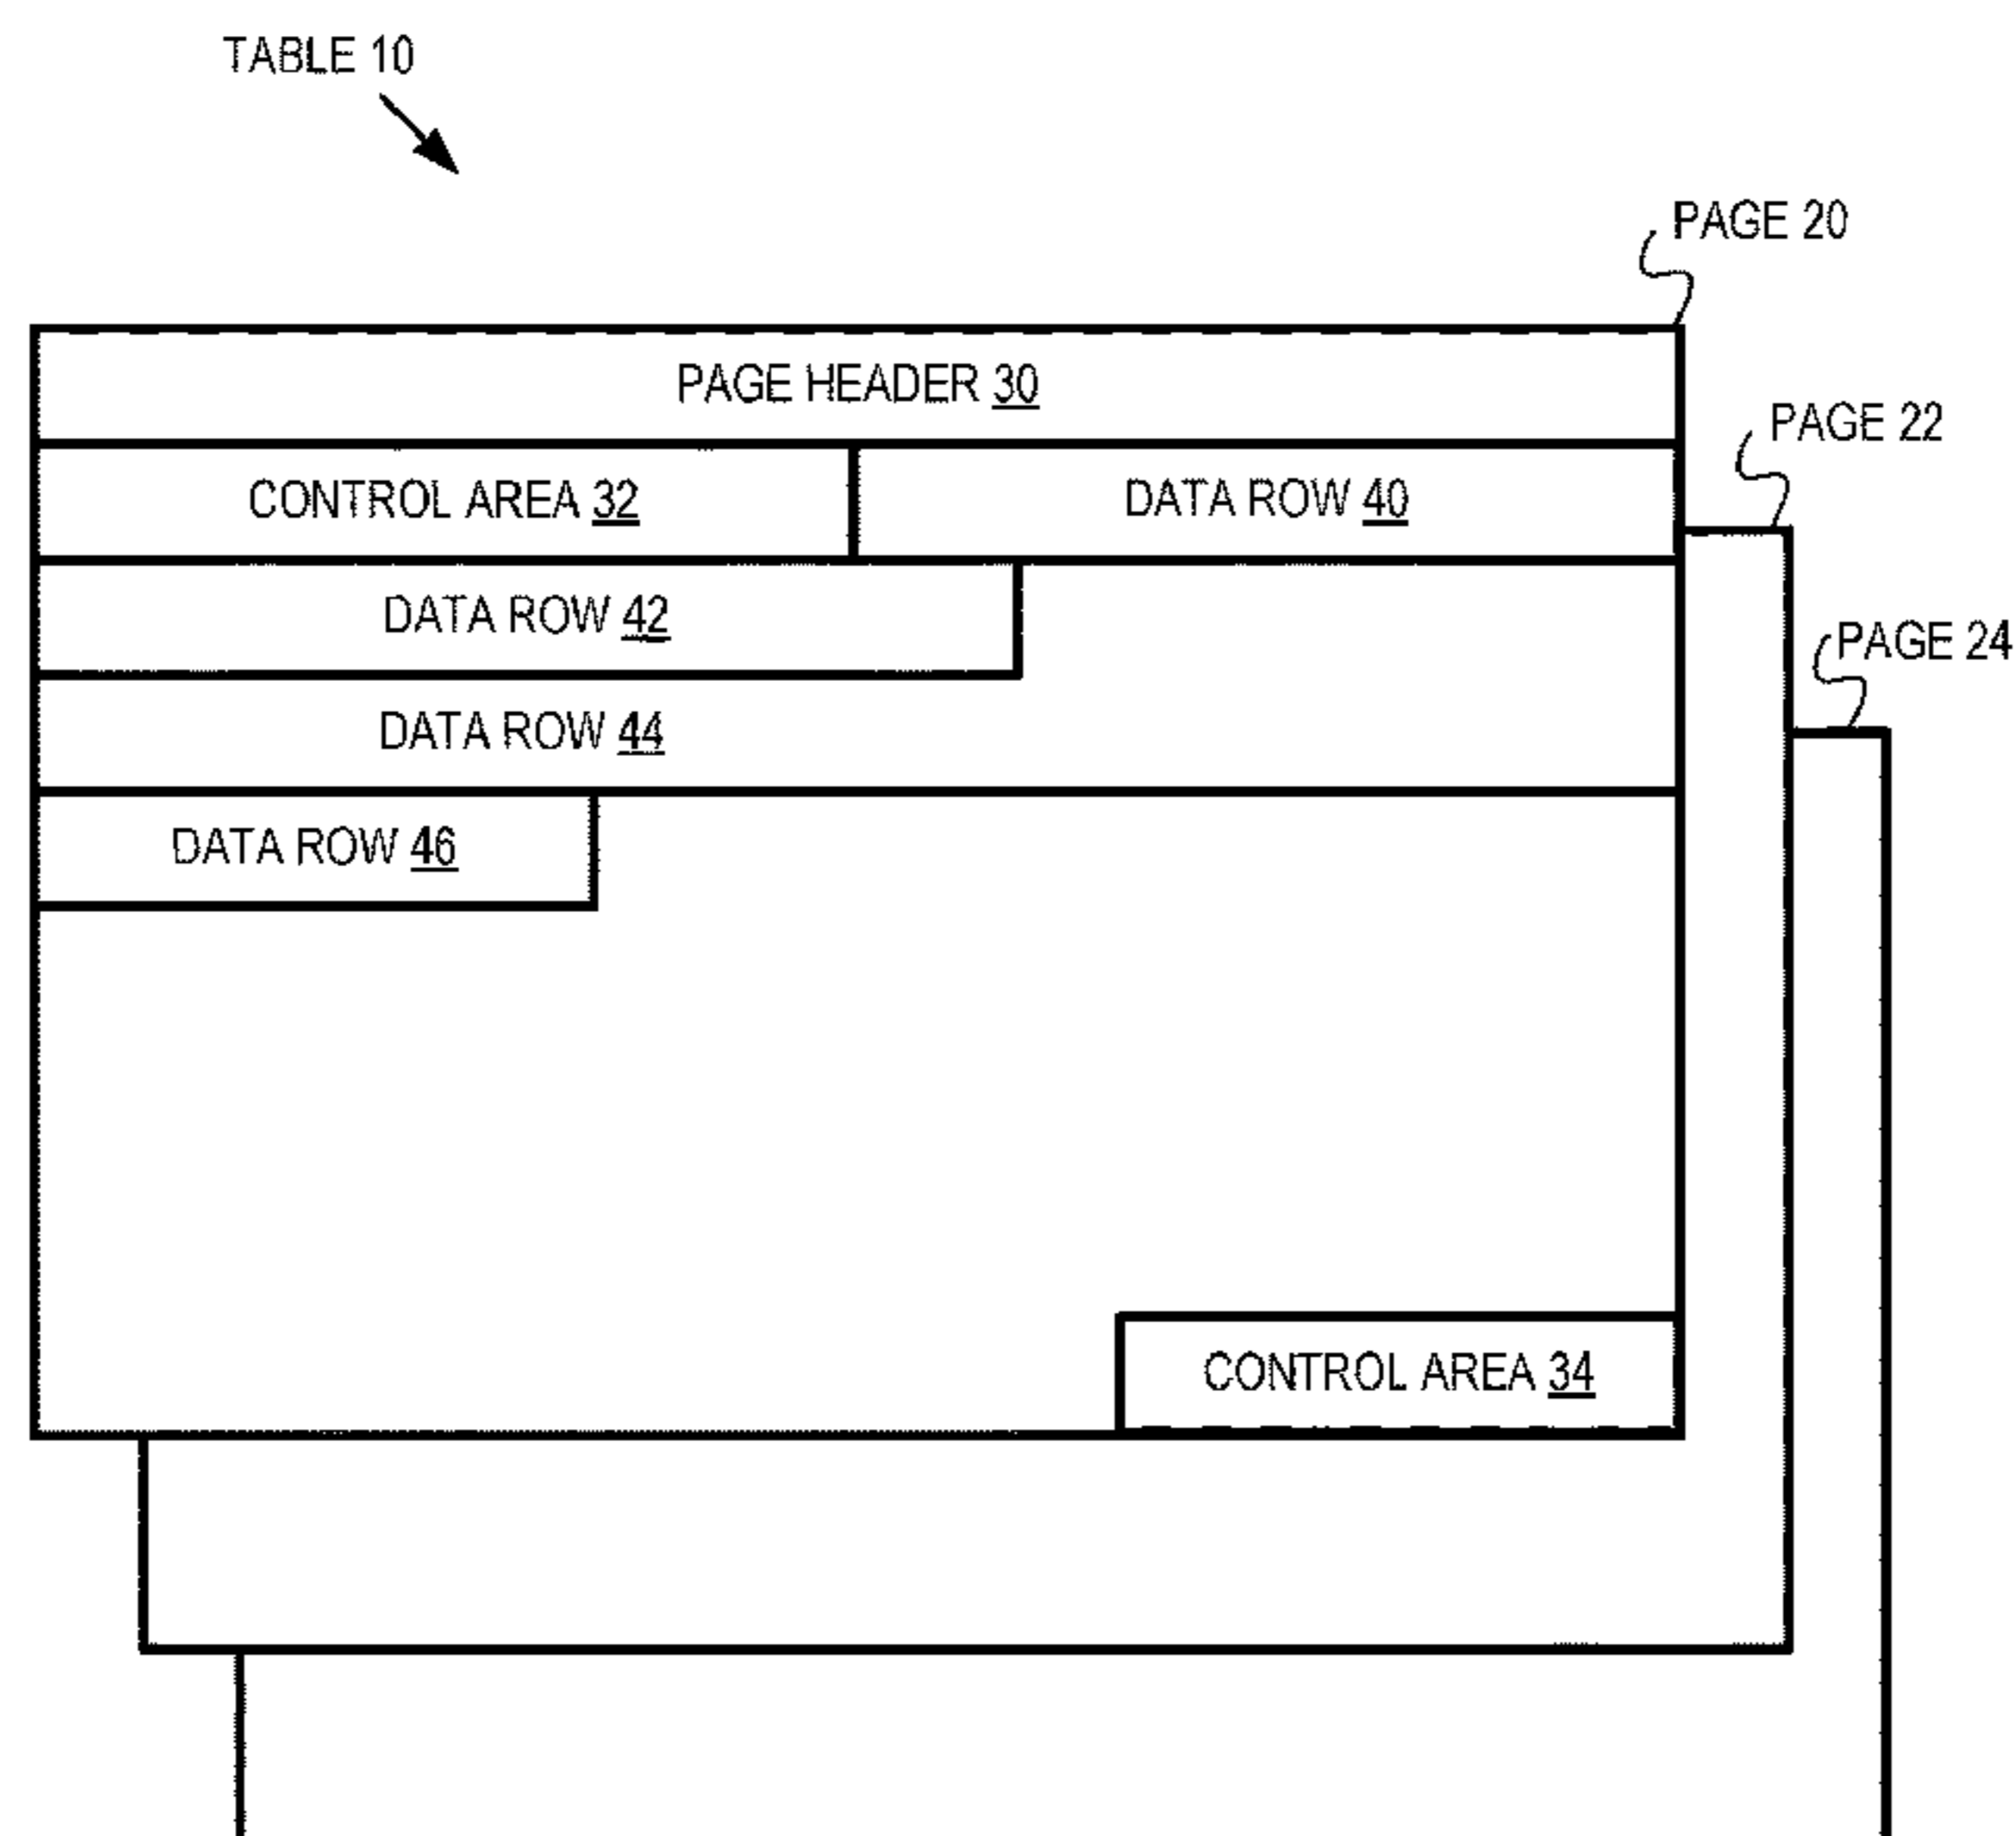 TABLE 10
PAGE 20
PAGE HEADER 30
PAGE 22
CONTROL AREA 32
DATA ROW 40
DATA ROW 42
PAGE 24
DATA ROW 44
DATA ROW 46
CONTROL AREA 34